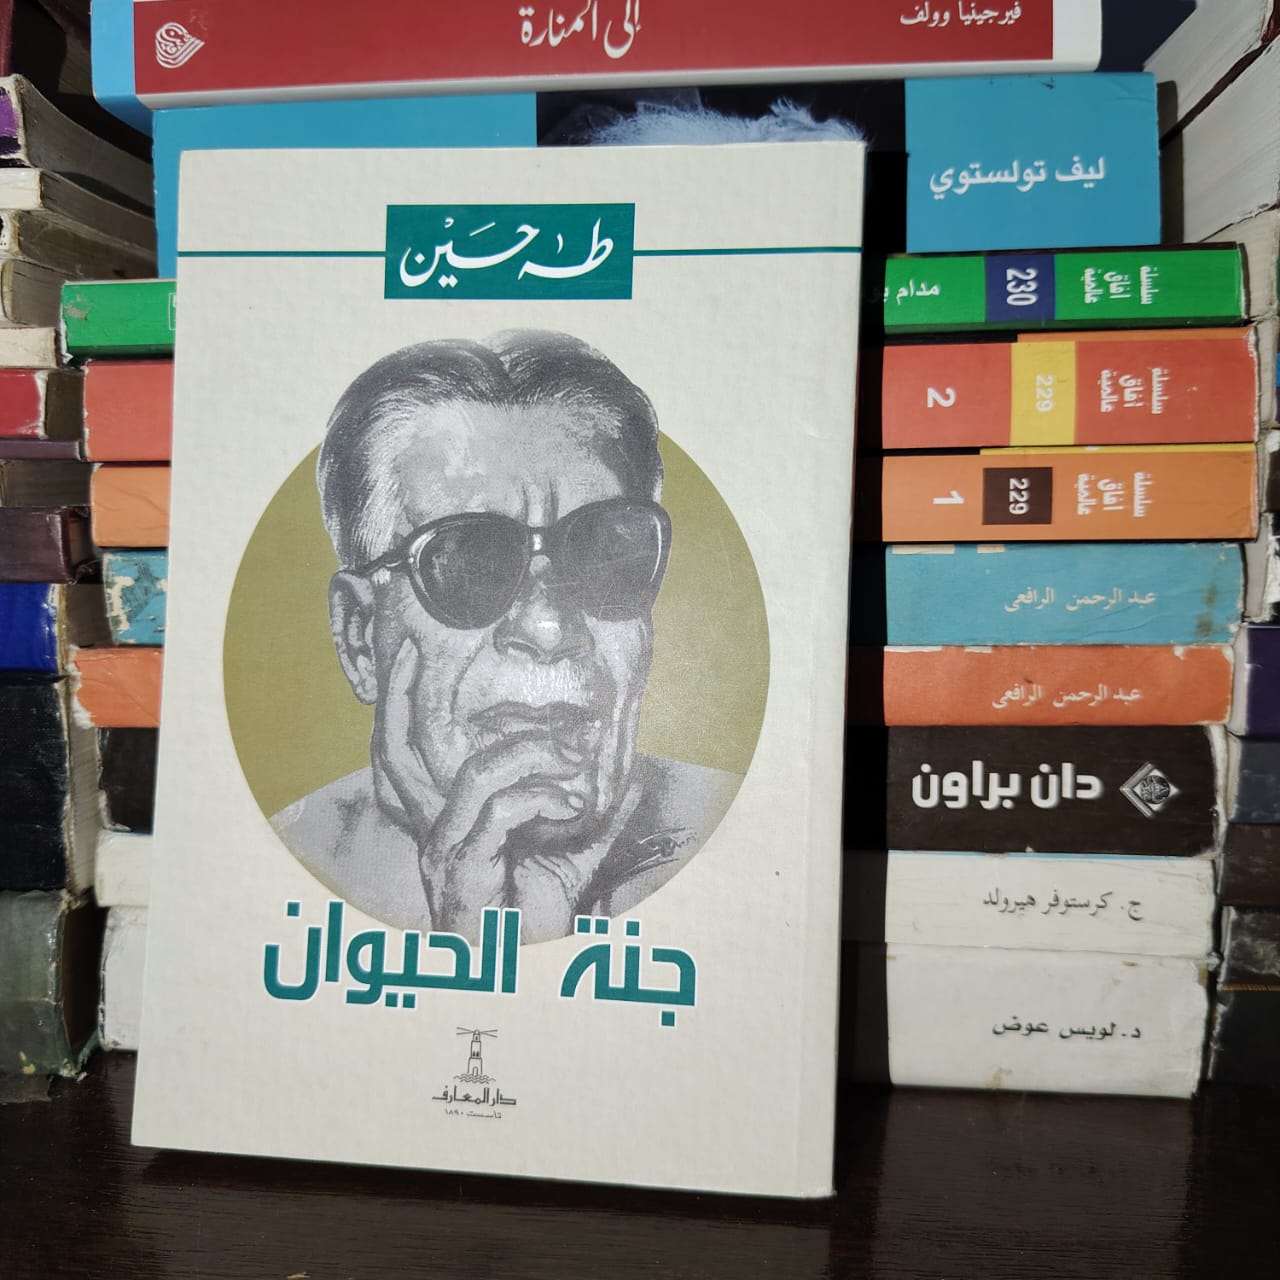 فيرجينيا وولف
إلى المنارة
ليف تولستوي
طه حسين
جنة الحيوان
دار المعارف
تأسست ١٨٩٠
مدام بو
230
سلسلة
آفاق
عالمية
2
229
سلسلة
آفاق
عالمية
1
229
سلسلة
آفاق
عالمية
عبد الرحمن الرافعى
عبد الرحمن الرافعى
دان براون
ج. كرستوفر هيرولد
د. لويس عوض